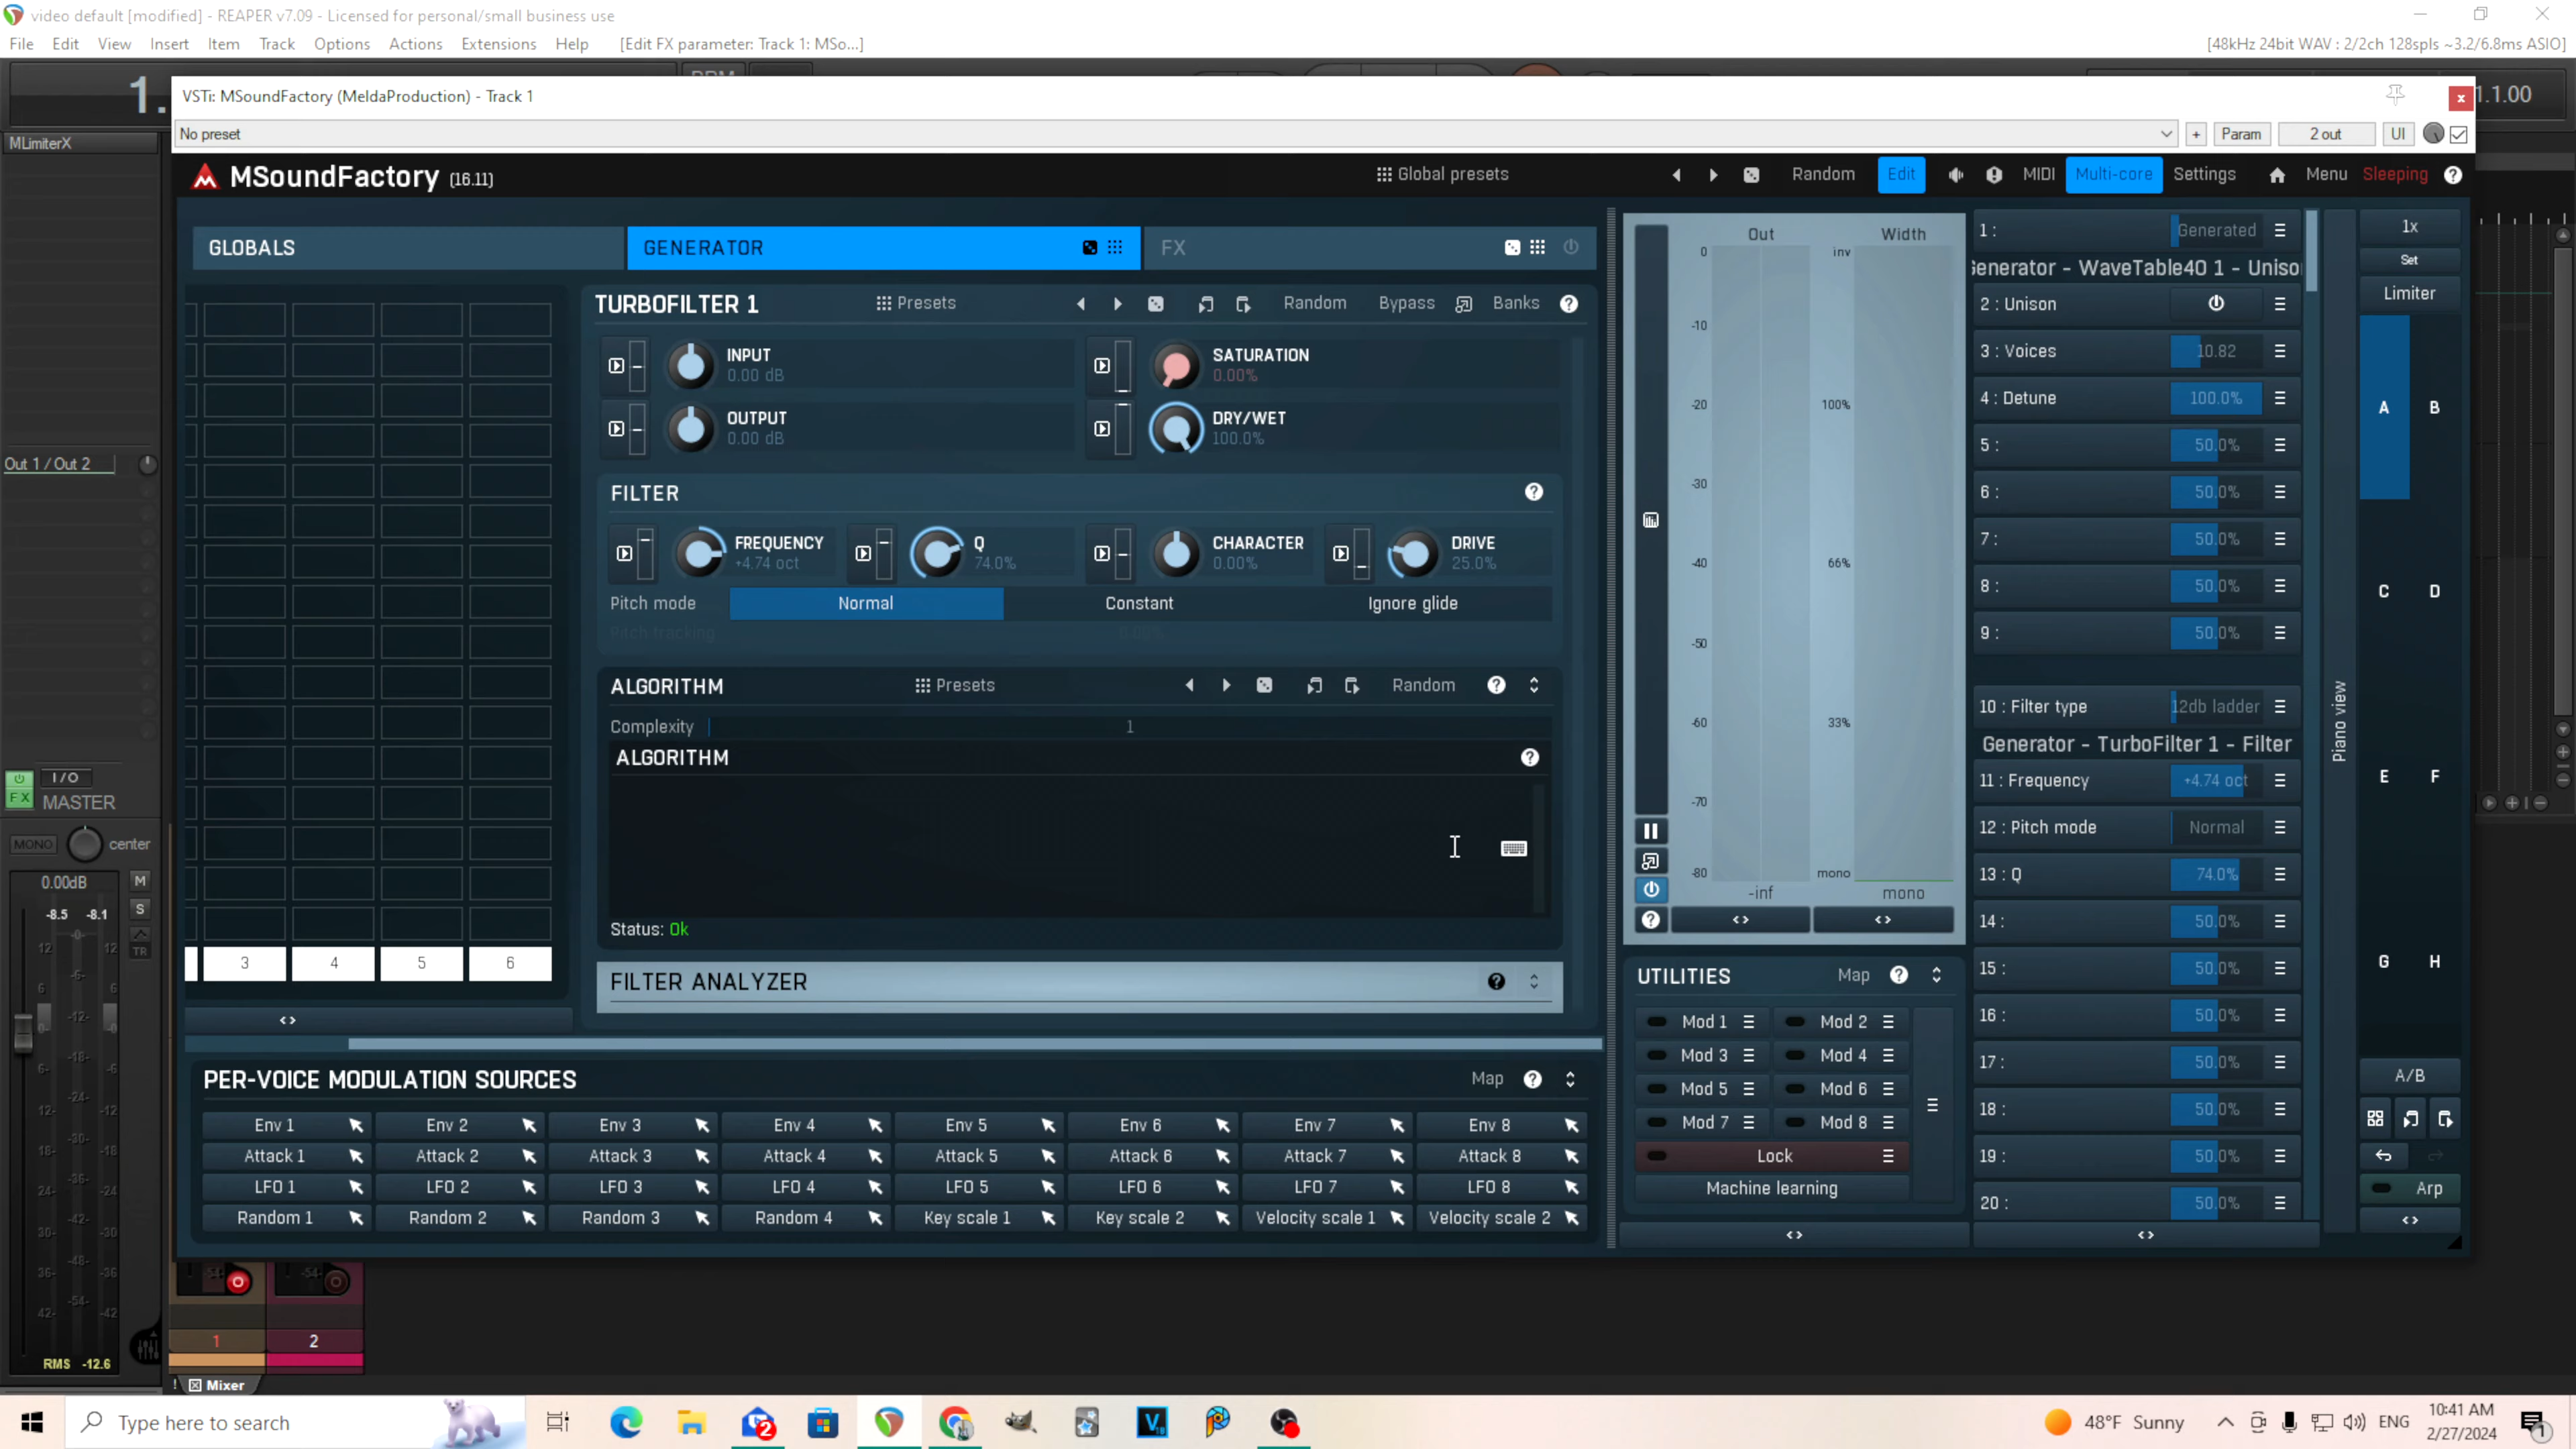 video default [modified] - REAPER v7.09 - Licensed for personal/small business use
File Edit View Insert Item Track Options Actions Extensions Help [Edit FX parameter: Track 1: MSo...] [48kHz 24bit WAV : 2/2ch 128spls ~3.2/6.8ms ASIO]
1. 1.1.00
VSTi: MSoundFactory (MeldaProduction) - Track 1
MLimiterX
No preset + Param 2 out UI
MSoundFactory (16.11) Global presets Random Edit MIDI Multi-core Settings Menu Sleeping
GLOBALS GENERATOR FX
TURBOFILTER 1 Presets Random Bypass Banks
INPUT 0.00 dB
SATURATION 0.00%
OUTPUT 0.00 dB
DRY/WET 100.0%
FILTER
FREQUENCY +4.74 oct
Q 74.0%
CHARACTER 0.00%
DRIVE 25.0%
Pitch mode Normal Constant Ignore glide
Pitch tracking 0.00%
ALGORITHM Presets Random
Complexity 1
ALGORITHM
Status: Ok
FILTER ANALYZER
3 4 5 6
PER-VOICE MODULATION SOURCES Map
Env 1 Env 2 Env 3 Env 4 Env 5 Env 6 Env 7 Env 8
Attack 1 Attack 2 Attack 3 Attack 4 Attack 5 Attack 6 Attack 7 Attack 8
LFO 1 LFO 2 LFO 3 LFO 4 LFO 5 LFO 6 LFO 7 LFO 8
Random 1 Random 2 Random 3 Random 4 Key scale 1 Key scale 2 Velocity scale 1 Velocity scale 2
Out Width
0 inv
-10
-20 100%
-30
-40 66%
-50
-60 33%
-70
-80 mono
-inf mono
UTILITIES Map
Mod 1 Mod 2
Mod 3 Mod 4
Mod 5 Mod 6
Mod 7 Mod 8
Lock
Machine learning
1 : Generated
Generator - WaveTable40 1 - Unison
2 : Unison
3 : Voices 10.82
4 : Detune 100.0%
5 : 50.0%
6 : 50.0%
7 : 50.0%
8 : 50.0%
9 : 50.0%
10 : Filter type 12db ladder
Generator - TurboFilter 1 - Filter
11 : Frequency +4.74 oct
12 : Pitch mode Normal
13 : Q 74.0%
14 : 50.0%
15 : 50.0%
16 : 50.0%
17 : 50.0%
18 : 50.0%
19 : 50.0%
20 : 50.0%
Piano view
1x
Set
Limiter
A B
C D
E F
G H
A/B
Arp
Out 1 / Out 2
I/O
FX MASTER
MONO center
0.00dB M
-8.5 -8.1 S
TR
RMS -12.6
1 2
Mixer
Type here to search
2
48°F Sunny ENG
10:41 AM
2/27/2024
1